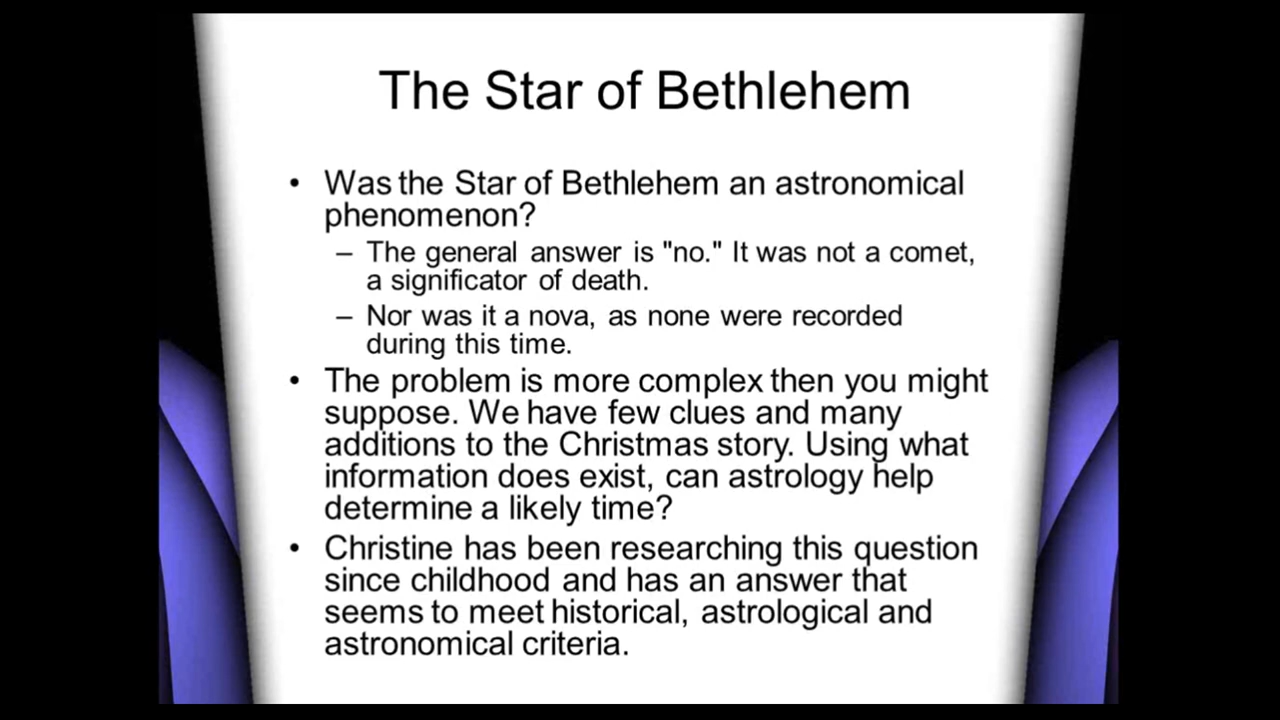 The Star of Bethlehem
• Was the Star of Bethlehem an astronomical
phenomenon?
– The general answer is "no." It was not a comet,
a significator of death.
– Nor was it a nova, as none were recorded
during this time.
• The problem is more complex then you might
suppose. We have few clues and many
additions to the Christmas story. Using what
information does exist, can astrology help
determine a likely time?
• Christine has been researching this question
since childhood and has an answer that
seems to meet historical, astrological and
astronomical criteria.